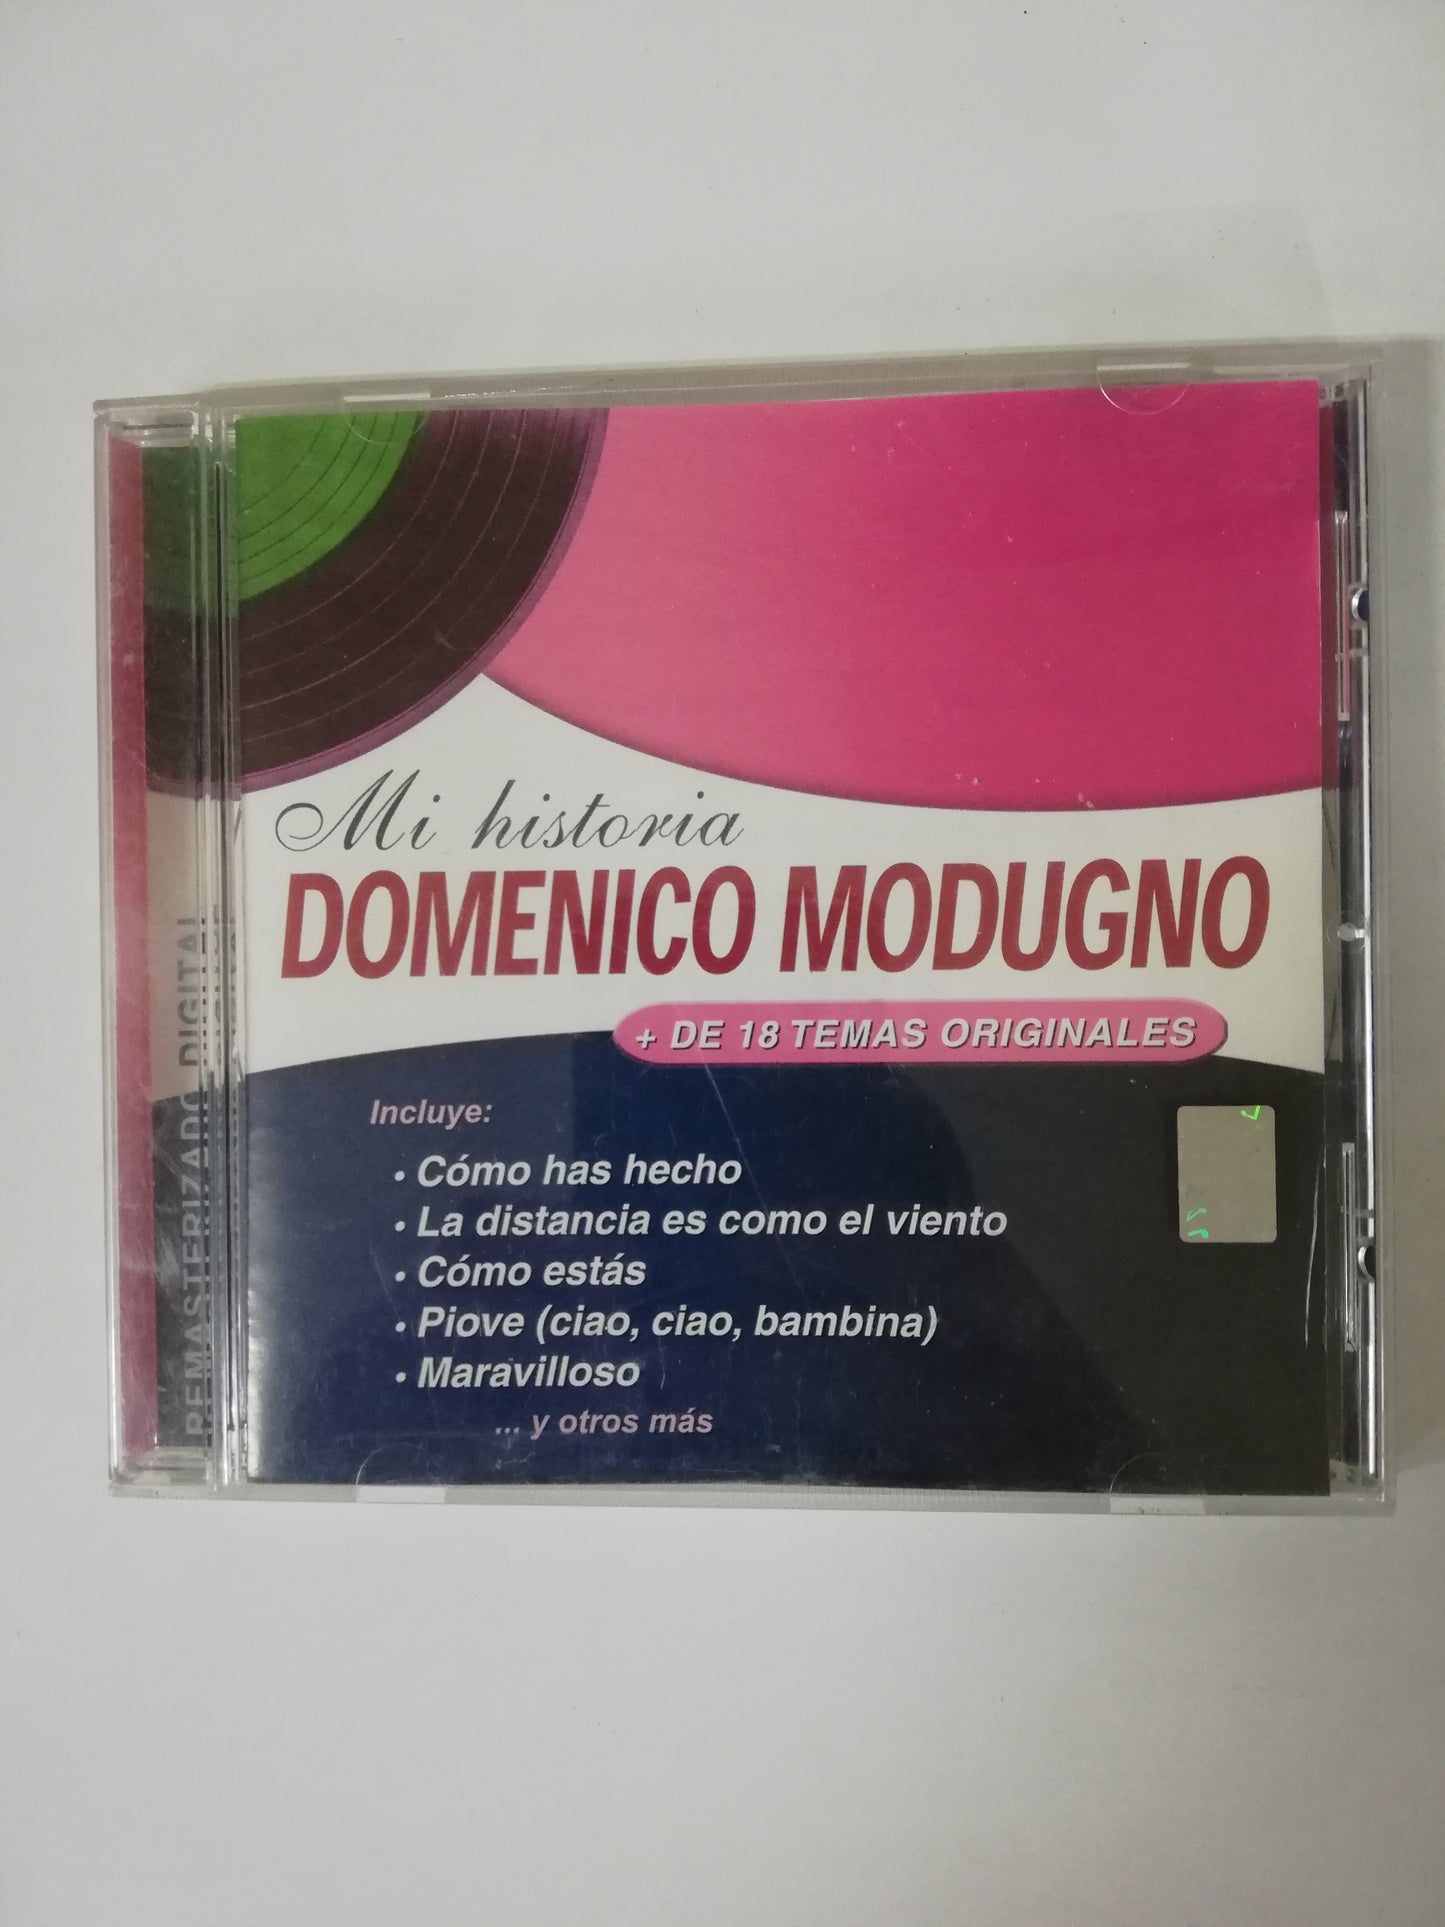 Mi historia
DOMENICO MODUGNO
+ DE 18 TEMAS ORIGINALES
Incluye:
• Cómo has hecho
• La distancia es como el viento
• Cómo estás
• Piove (ciao, ciao, bambina)
• Maravilloso
... y otros más
REMASTERIZADO DIGITAL